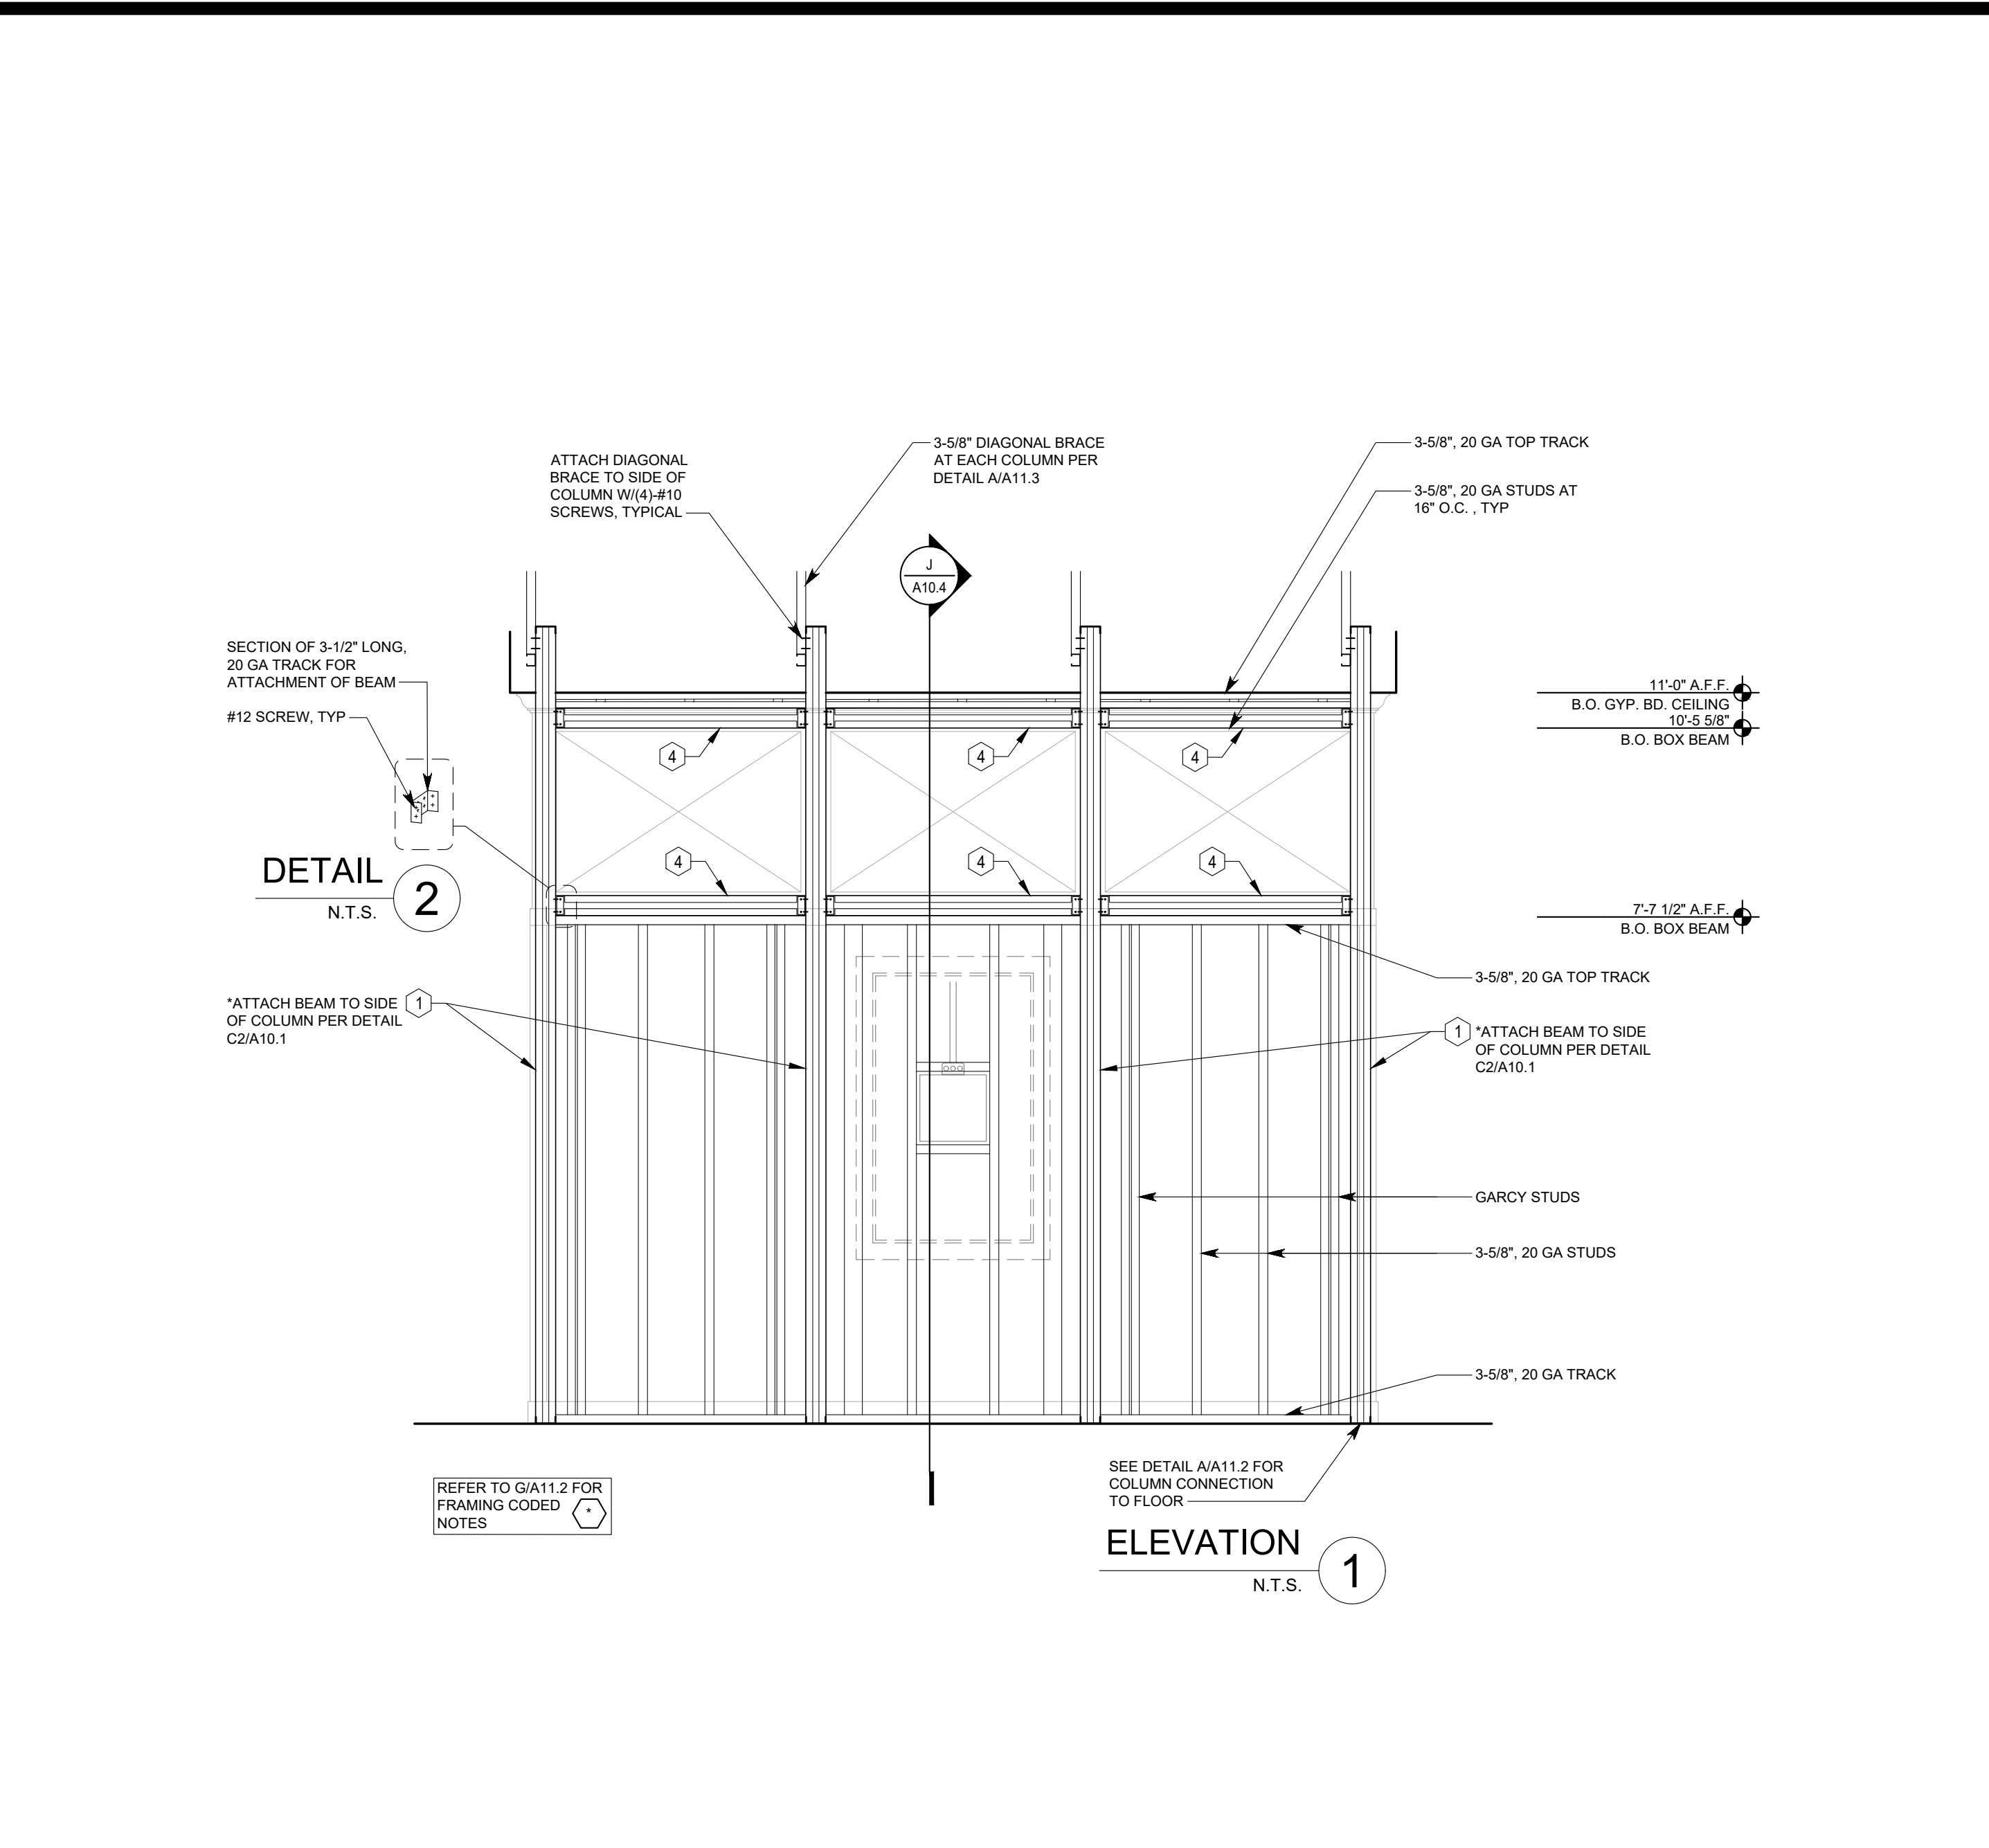 ATTACH DIAGONAL
BRACE TO SIDE OF
COLUMN W/(4)-#10
SCREWS, TYPICAL
3-5/8" DIAGONAL BRACE
AT EACH COLUMN PER
DETAIL A/A11.3
3-5/8", 20 GA TOP TRACK
3-5/8", 20 GA STUDS AT
16" O.C. , TYP
J
A10.4
SECTION OF 3-1/2" LONG,
20 GA TRACK FOR
ATTACHMENT OF BEAM
#12 SCREW, TYP
11'-0" A.F.F.
B.O. GYP. BD. CEILING
10'-5 5/8"
B.O. BOX BEAM
4
4
4
4
4
4
DETAIL
2
N.T.S.
7'-7 1/2" A.F.F.
B.O. BOX BEAM
3-5/8", 20 GA TOP TRACK
*ATTACH BEAM TO SIDE
OF COLUMN PER DETAIL
C2/A10.1
1
1
*ATTACH BEAM TO SIDE
OF COLUMN PER DETAIL
C2/A10.1
GARCY STUDS
3-5/8", 20 GA STUDS
3-5/8", 20 GA TRACK
SEE DETAIL A/A11.2 FOR
COLUMN CONNECTION
TO FLOOR
REFER TO G/A11.2 FOR
FRAMING CODED
NOTES
*
ELEVATION
1
N.T.S.